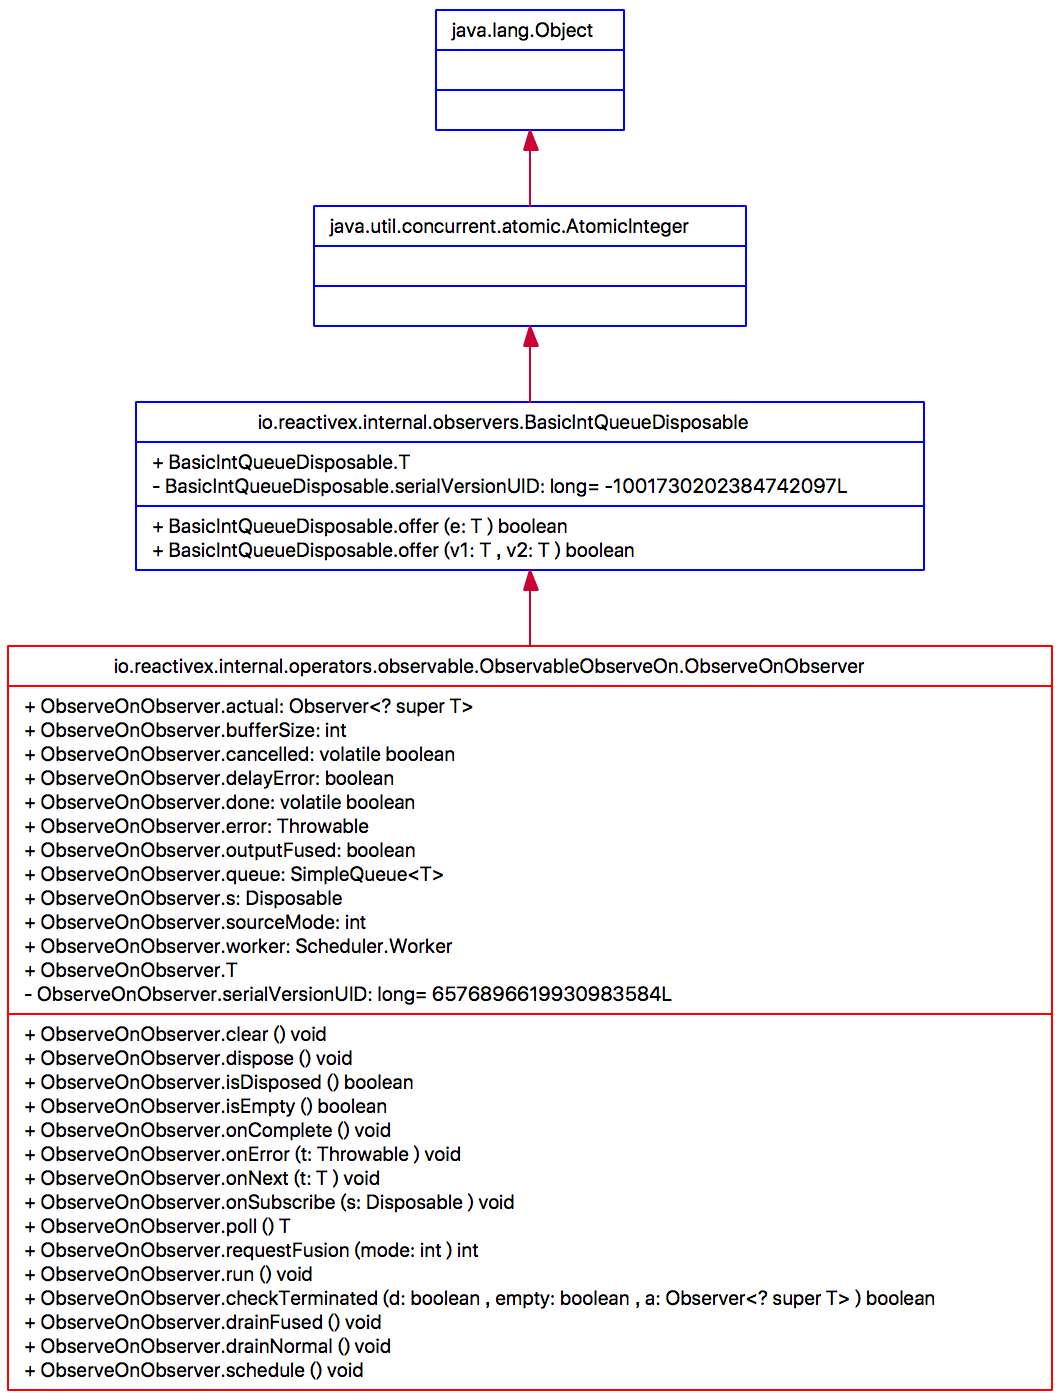 java.lang.Object
java.util.concurrent.atomic.AtomicInteger
io.reactivex.internal.observers.BasicIntQueueDisposable
+ BasicIntQueueDisposable.T
- BasicIntQueueDisposable.serialVersionUID: long= -1001730202384742097L
+ BasicIntQueueDisposable.offer (e: T ) boolean
+ BasicIntQueueDisposable.offer (v1: T , v2: T ) boolean
io.reactivex.internal.operators.observable.ObservableObserveOn.ObserveOnObserver
+ ObserveOnObserver.actual: Observer<? super T>
+ ObserveOnObserver.bufferSize: int
+ ObserveOnObserver.cancelled: volatile boolean
+ ObserveOnObserver.delayError: boolean
+ ObserveOnObserver.done: volatile boolean
+ ObserveOnObserver.error: Throwable
+ ObserveOnObserver.outputFused: boolean
+ ObserveOnObserver.queue: SimpleQueue<T>
+ ObserveOnObserver.s: Disposable
+ ObserveOnObserver.sourceMode: int
+ ObserveOnObserver.worker: Scheduler.Worker
+ ObserveOnObserver.T
- ObserveOnObserver.serialVersionUID: long= 6576896619930983584L
+ ObserveOnObserver.clear () void
+ ObserveOnObserver.dispose () void
+ ObserveOnObserver.isDisposed () boolean
+ ObserveOnObserver.isEmpty () boolean
+ ObserveOnObserver.onComplete () void
+ ObserveOnObserver.onError (t: Throwable ) void
+ ObserveOnObserver.onNext (t: T ) void
+ ObserveOnObserver.onSubscribe (s: Disposable ) void
+ ObserveOnObserver.poll () T
+ ObserveOnObserver.requestFusion (mode: int ) int
+ ObserveOnObserver.run () void
+ ObserveOnObserver.checkTerminated (d: boolean , empty: boolean , a: Observer<? super T> ) boolean
+ ObserveOnObserver.drainFused () void
+ ObserveOnObserver.drainNormal () void
+ ObserveOnObserver.schedule () void